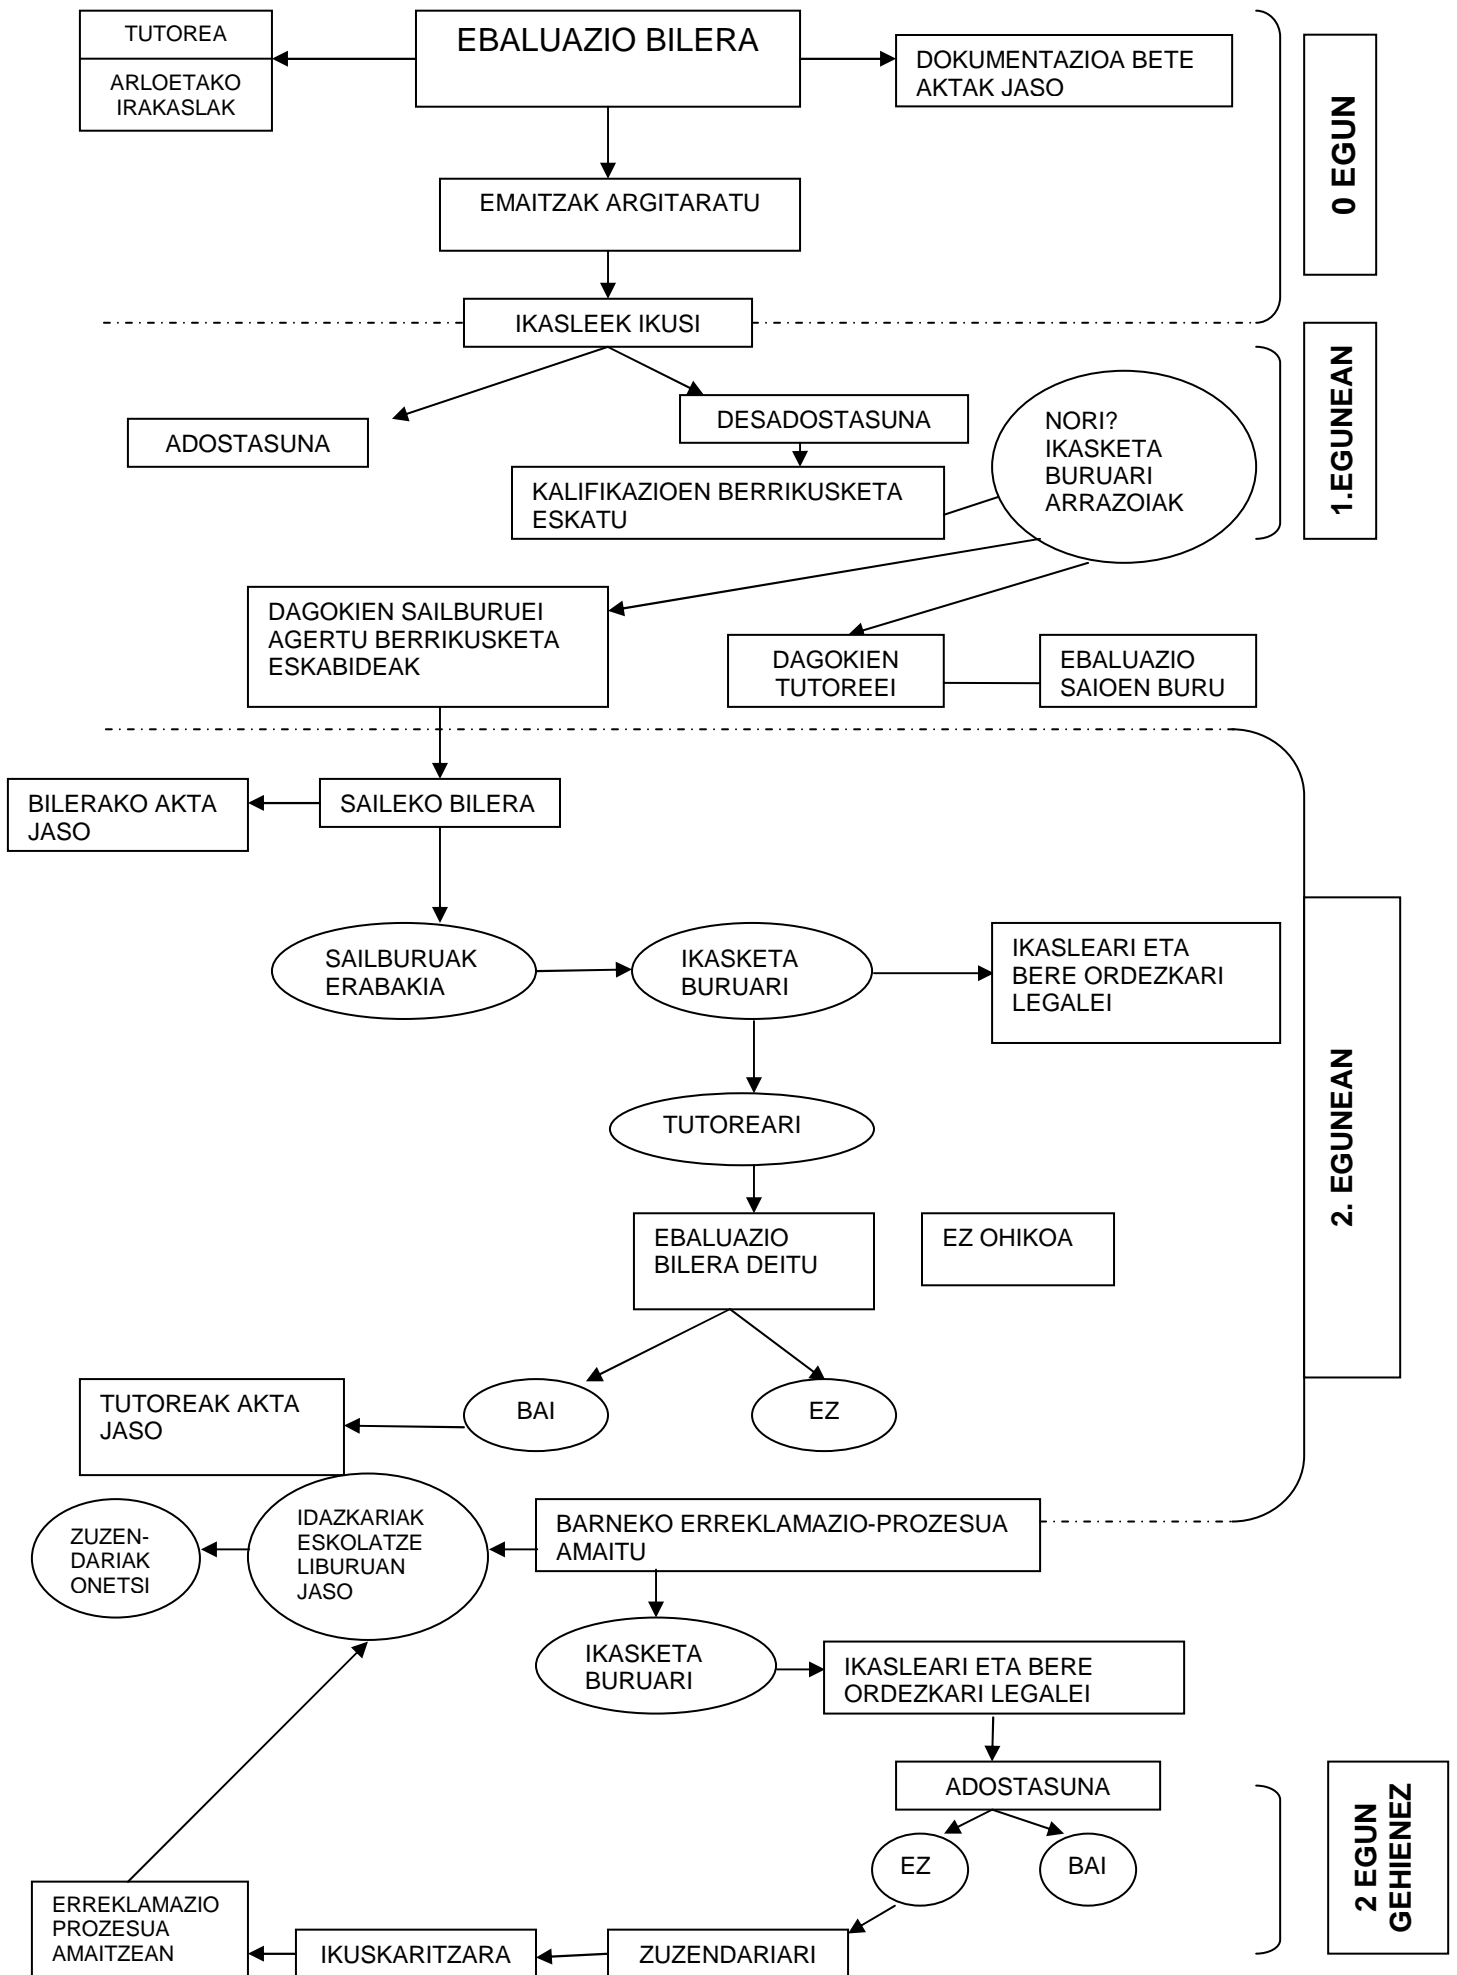 TUTOREA
ARLOETAKO
IRAKASLAK
EBALUAZIO BILERA
DOKUMENTAZIOA BETE
AKTAK JASO
0 EGUN
EMAITZAK ARGITARATU
IKASLEEK IKUSI
1.EGUNEAN
ADOSTASUNA
DESADOSTASUNA
NORI?
IKASKETA
BURUARI
ARRAZOIAK
KALIFIKAZIOEN BERRIKUSKETA
ESKATU
DAGOKIEN SAILBURUEI
AGERTU BERRIKUSKETA
ESKABIDEAK
DAGOKIEN
TUTOREEI
EBALUAZIO
SAIOEN BURU
BILERAKO AKTA
JASO
SAILEKO BILERA
SAILBURUAK
ERABAKIA
IKASKETA
BURUARI
IKASLEARI ETA
BERE ORDEZKARI
LEGALEI
2. EGUNEAN
TUTOREARI
EBALUAZIO
BILERA DEITU
EZ OHIKOA
TUTOREAK AKTA
JASO
BAI
EZ
ZUZEN-
DARIAK
ONETSI
IDAZKARIAK
ESKOLATZE
LIBURUAN
JASO
BARNEKO ERREKLAMAZIO-PROZESUA
AMAITU
IKASKETA
BURUARI
IKASLEARI ETA BERE
ORDEZKARI LEGALEI
ADOSTASUNA
2 EGUN
GEHIENEZ
EZ
BAI
ERREKLAMAZIO
PROZESUA
AMAITZEAN
IKUSKARITZARA
ZUZENDARIARI